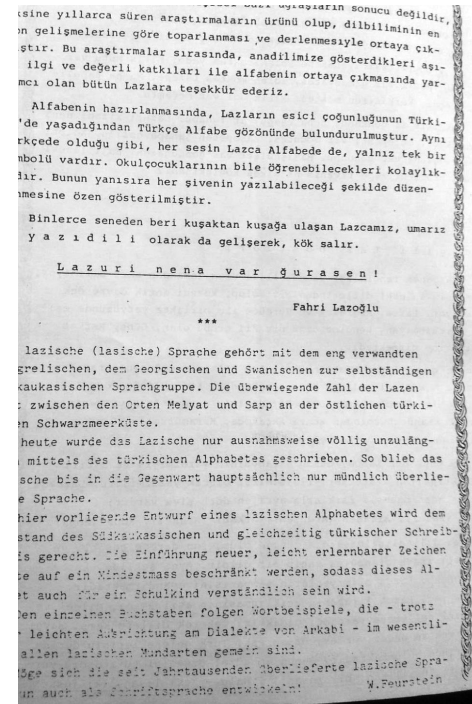 ağraşların sonucu değildir,
sine yıllarca süren araştırmaların ürünü olup, dilbiliminin en
n gelişmelerine göre toparlanması ve derlenmesiyle ortaya çık-
ştır. Bu araştırmalar sırasında, anadilimize gösterdikleri aşı-
ilgi ve değerli katkıları ile alfabenin ortaya çıkmasında yar-
mcı olan bütün Lazlara teşekkür ederiz.
Alfabenin hazırlanmasında, Lazların esici çoğunluğunun Türki-
'de yaşadığından Türkçe Alfabe gözönünde bulundurulmuştur. Aynı
rkçede olduğu gibi, her sesin Lazca Alfabede de, yalnız tek bir
mbolü vardır. Okulçocuklarının bile öğrenebilecekleri kolaylık-
dır. Bunun yanısıra her şivenin yazılabileceği şekilde düzen-
nmesine özen gösterilmiştir.
Binlerce seneden beri kuşaktan kuşağa ulaşan Lazcamız, umarız
y a z ı d i l i olarak da gelişerek, kök salır.
L a z u r i n e n a v a r ğ u r a s e n !
Fahri Lazoğlu
***
lazische (lasische) Sprache gehört mit dem eng verwandten
grelischen, dem Georgischen und Swanischen zur selbständigen
kaukasischen Sprachgruppe. Die überwiegende Zahl der Lazen
t zwischen den Orten Melyat und Sarp an der östlichen türki-
en Schwarzmeerküste.
heute wurde das Lazische nur ausnahmsweise völlig unzuläng-
mittels des türkischen Alphabetes geschrieben. So blieb das
sche bis in die Gegenwart hauptsächlich nur mündlich überlie-
e Sprache.
hier vorliegende Entwurf eines lazischen Alphabetes wird dem
stand des Südkaukasischen und gleichzeitig türkischer Schreib-
is gerecht. Die Einführung neuer, leicht erlernbarer Zeichen
te auf ein Mindestmass beschränkt werden, sodass dieses Al-
et auch für ein Schulkind verständlich sein wird.
Den einzelnen Buchstaben folgen Wortbeispiele, die - trotz
r leichten Ausrichtung am Dialekte von Arkabi - im wesentli-
allen lazischen Mundarten gemein sind.
Möge sich die seit Jahrtausenden überlieferte lazische Spra-
un auch als Schriftsprache entwickeln!
W.Feurstein